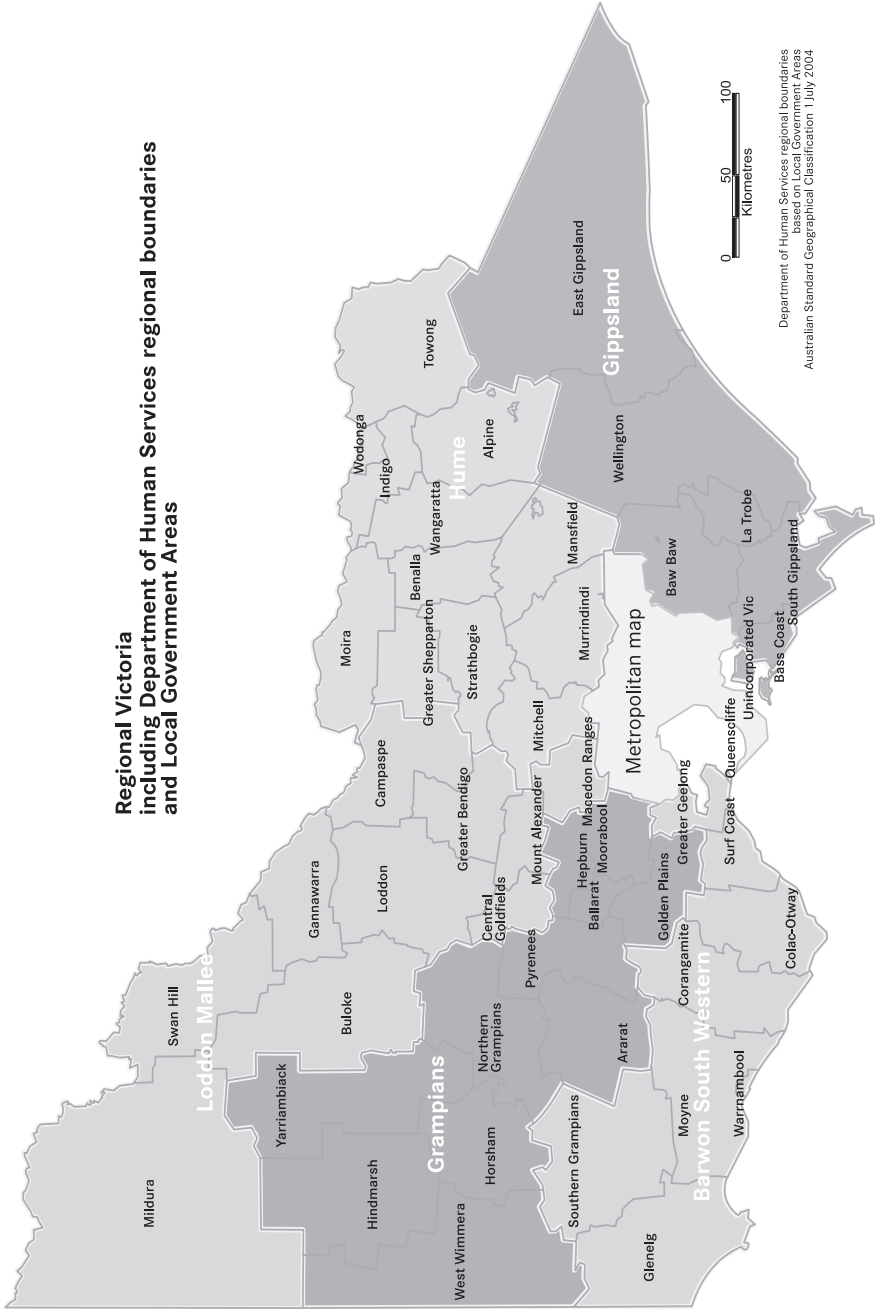 Regional Victoria
including Department of Human Services regional boundaries
and Local Government Areas
Mildura
Swan Hill
Loddon Mallee
Yarriambiack
Buloke
Gannawarra
Loddon
Campaspe
Moira
Wodonga
Indigo
Towong
Hindmarsh
Grampians
West Wimmera
Horsham
Northern
Grampians
Central
Goldfields
Greater Bendigo
Greater Shepparton
Benalla
Wangaratta
Hume
Alpine
Strathbogie
Pyrenees
Mount Alexander
Mitchell
Mansfield
Murrindindi
Macedon Ranges
Southern Grampians
Ararat
Ballarat
Hepburn
Moorabool
Metropolitan map
East Gippsland
Gippsland
Wellington
Glenelg
Moyne
Barwon South Western
Warrnambool
Corangamite
Golden Plains
Greater Geelong
Surf Coast
Queenscliffe
Colac-Otway
Baw Baw
La Trobe
Unincorporated Vic
Bass Coast
South Gippsland
0 50 100
Kilometres
Department of Human Services regional boundaries
based on Local Government Areas
Australian Standard Geographical Classification 1 July 2004